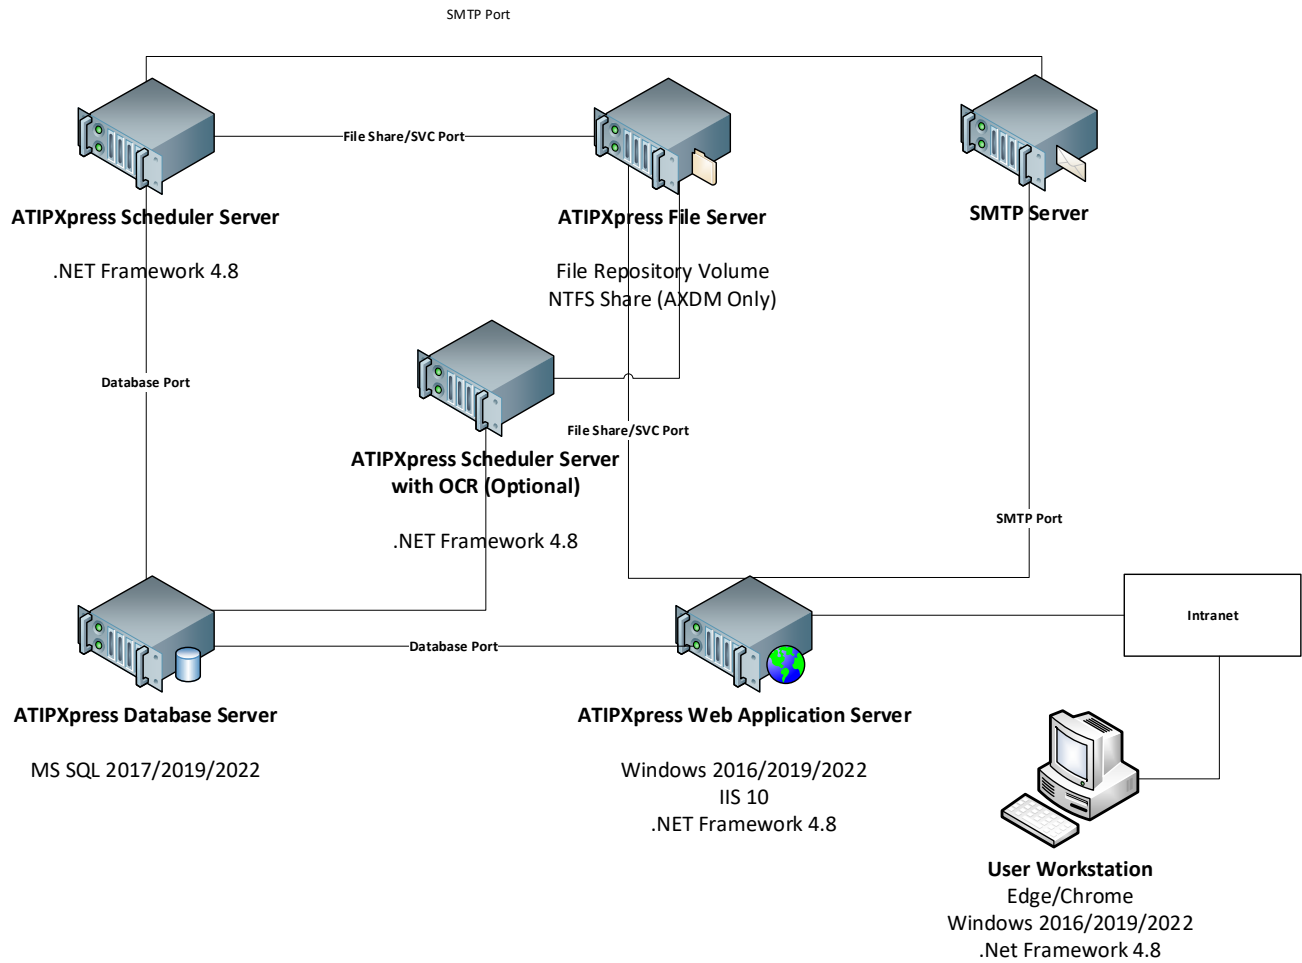 SMTP Port
File Share/SVC Port
ATIPXpress Scheduler Server
.NET Framework 4.8
ATIPXpress File Server
File Repository Volume
NTFS Share (AXDM Only)
SMTP Server
Database Port
File Share/SVC Port
ATIPXpress Scheduler Server
with OCR (Optional)
.NET Framework 4.8
SMTP Port
Intranet
Database Port
ATIPXpress Database Server
MS SQL 2017/2019/2022
ATIPXpress Web Application Server
Windows 2016/2019/2022
IIS 10
.NET Framework 4.8
User Workstation
Edge/Chrome
Windows 2016/2019/2022
.Net Framework 4.8